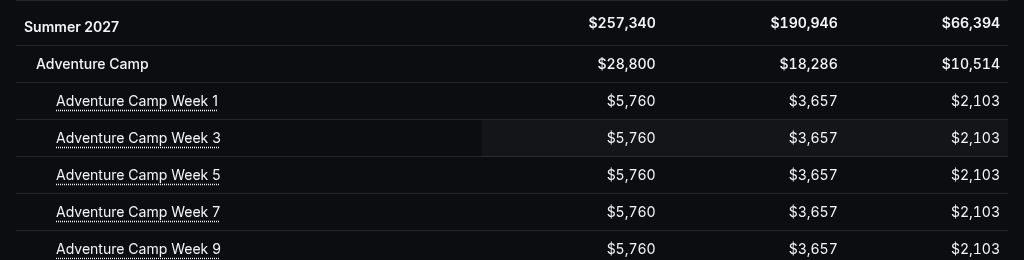 Summer 2027 $257,340 $190,946 $66,394
Adventure Camp $28,800 $18,286 $10,514
Adventure Camp Week 1 $5,760 $3,657 $2,103
Adventure Camp Week 3 $5,760 $3,657 $2,103
Adventure Camp Week 5 $5,760 $3,657 $2,103
Adventure Camp Week 7 $5,760 $3,657 $2,103
Adventure Camp Week 9 $5,760 $3,657 $2,103